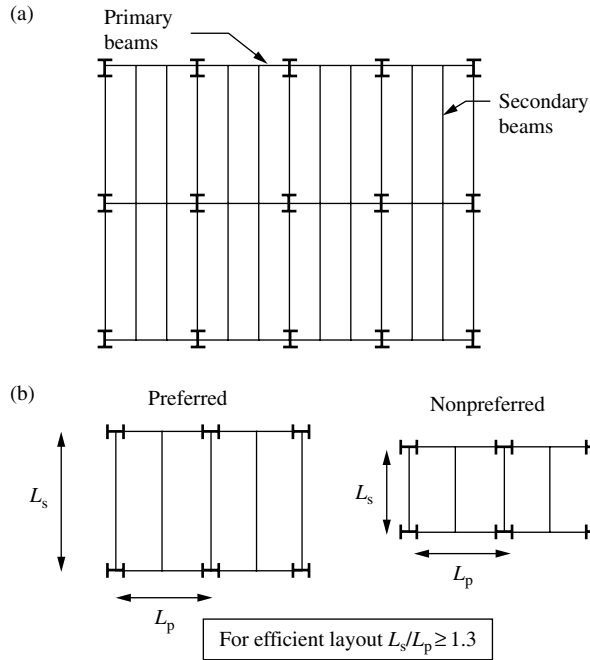 (a)
Primary
beams
Secondary
beams
(b)
Preferred
Nonpreferred
Ls
Lp
Ls
Lp
For efficient layout Ls/Lp ≥ 1.3